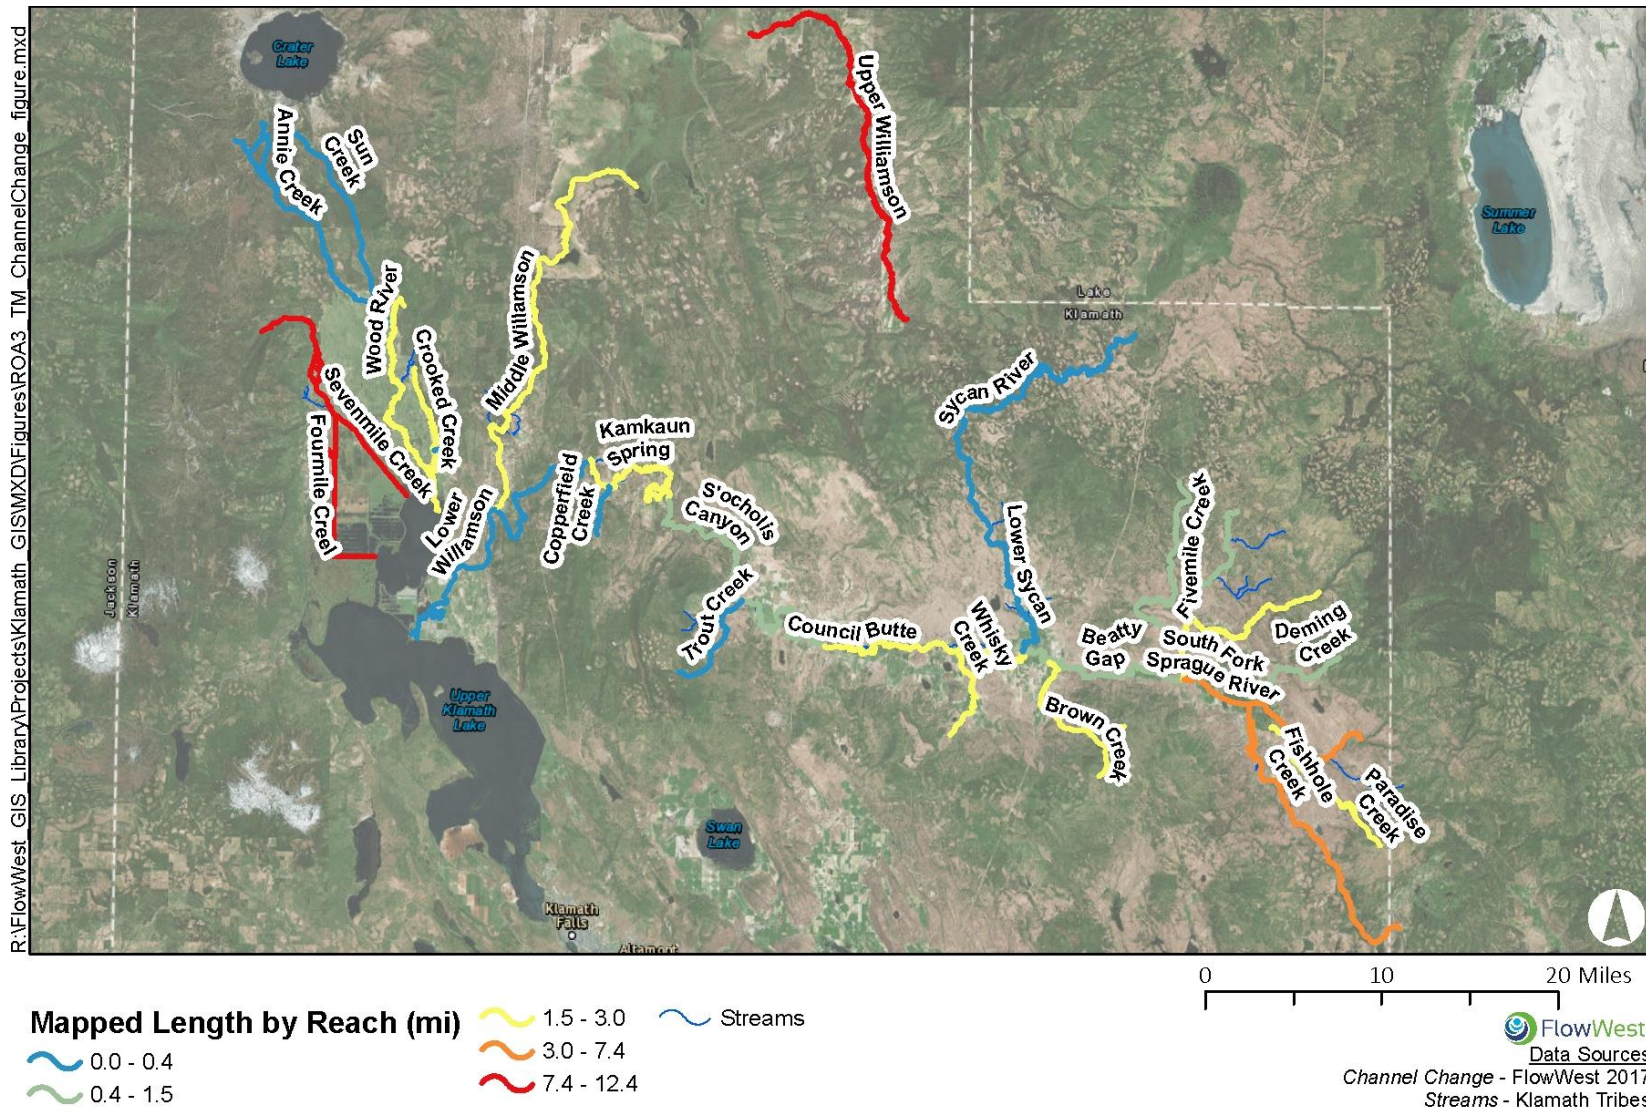 R:\FlowWest_GIS_Library\Projects\Klamath_GIS\MXD\Figures\ROA3_TM_ChannelChange_figure.mxd
Crater
Lake
Annie Creek
Sun
Creek
Upper Williamson
Summer
Lake
Lake
Klamath
Wood River
Middle Williamson
Crooked Creek
Sevenmile Creek
Fourmile Creel
Sycan River
Kamkaun
Spring
Copperfield
Creek
Lower
Williamson
S'ocholis
Canyon
Fivemile Creek
Lower Sycan
Jackson
Klamath
Trout Creek
Council Butte
Whisky
Creek
Beatty
Gap
South Fork
Sprague River
Deming
Creek
Upper
Klamath
Lake
Brown Creek
Fishhole
Creek
Paradise
Creek
Swan
Lake
Klamath
Falls
Altamont
0 10 20 Miles
Mapped Length by Reach (mi)
0.0 - 0.4
0.4 - 1.5
1.5 - 3.0
3.0 - 7.4
7.4 - 12.4
Streams
FlowWest
Data Sources
Channel Change - FlowWest 2017
Streams - Klamath Tribes